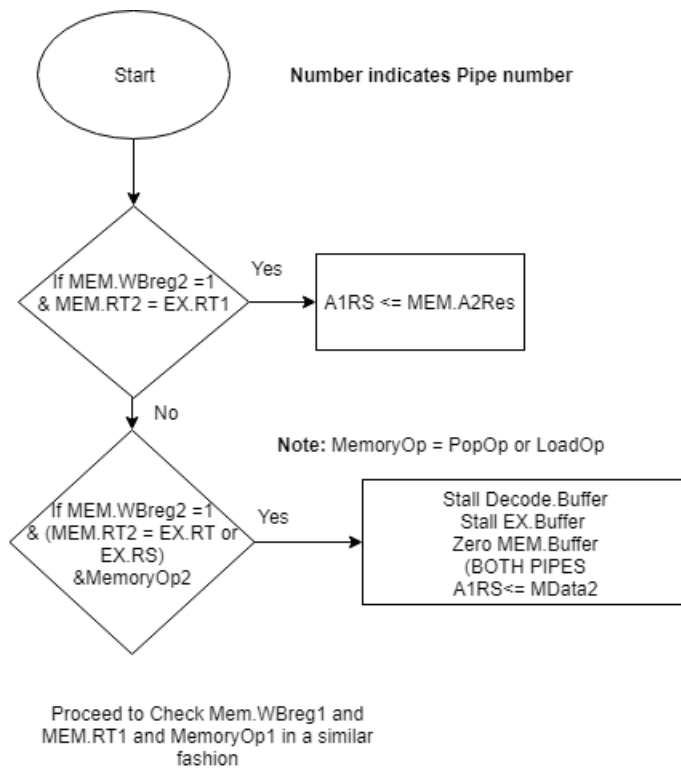 Start
Number indicates Pipe number
If MEM.WBreg2 =1
& MEM.RT2 = EX.RT1
Yes
A1RS <= MEM.A2Res
No
Note: MemoryOp = PopOp or LoadOp
If MEM.WBreg2 =1
& (MEM.RT2 = EX.RT or
EX.RS)
&MemoryOp2
Yes
Stall Decode.Buffer
Stall EX.Buffer
Zero MEM.Buffer
(BOTH PIPES
A1RS<= MData2
Proceed to Check Mem.WBreg1 and
MEM.RT1 and MemoryOp1 in a similar
fashion